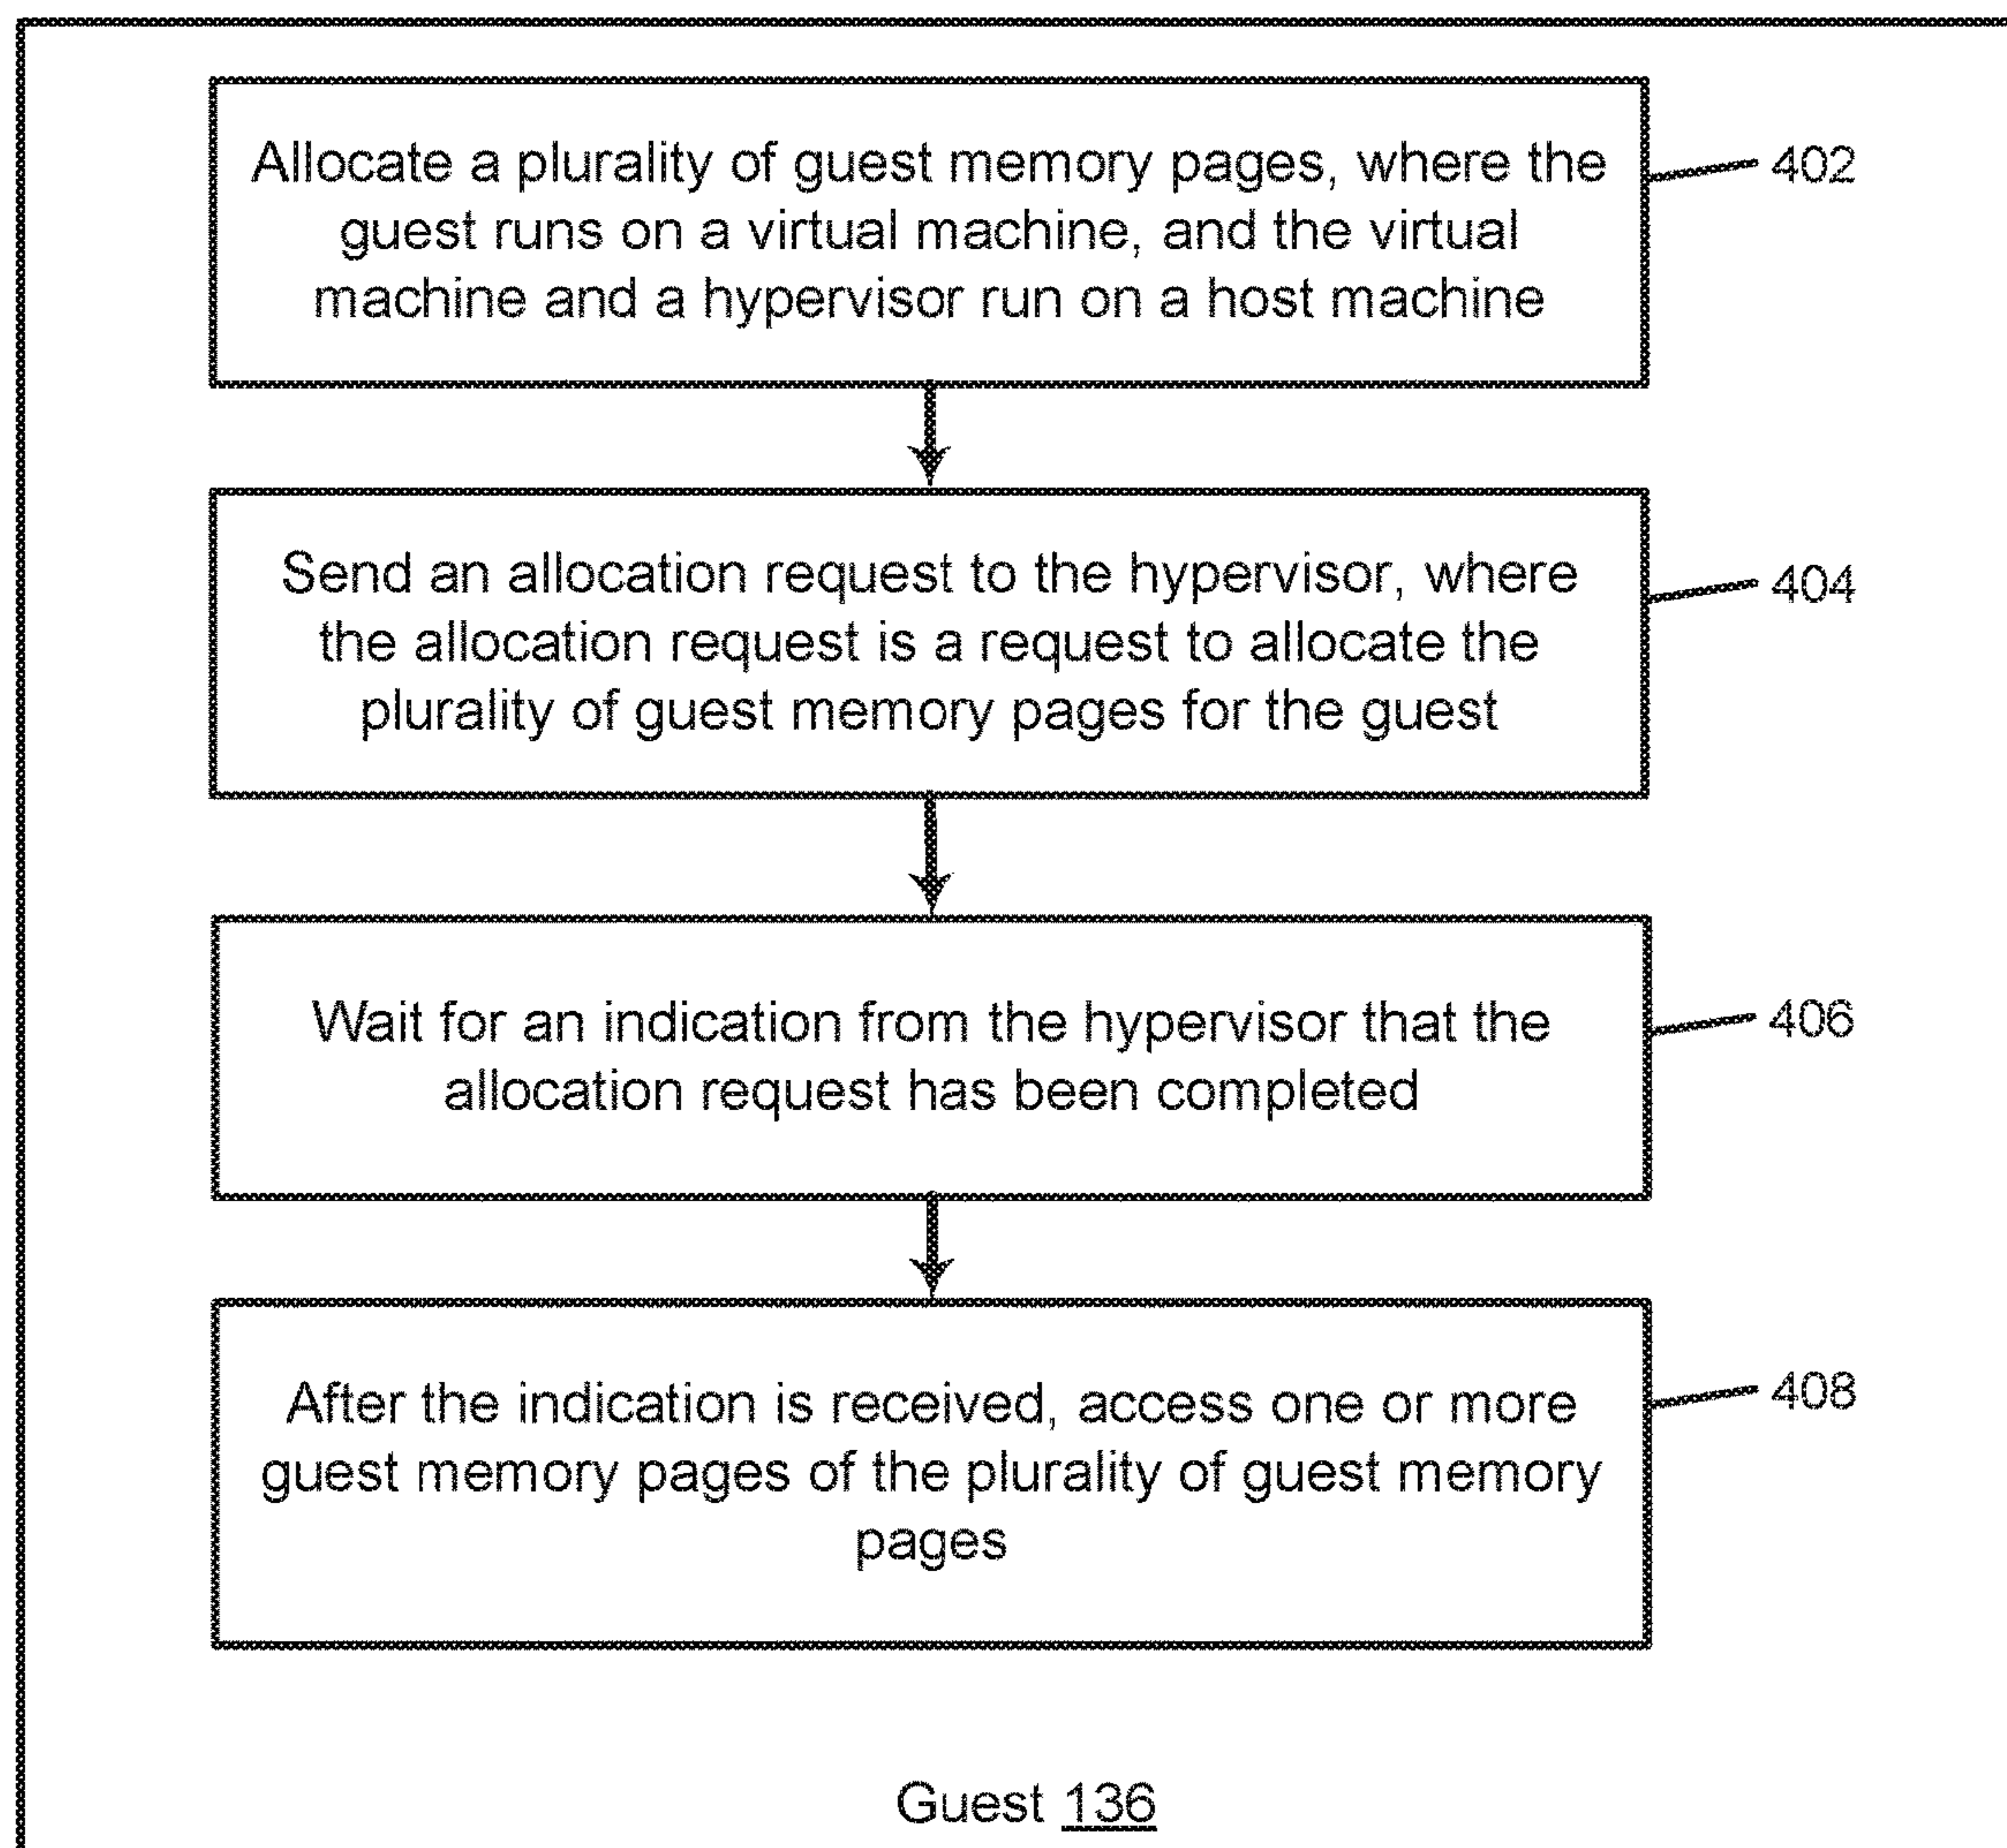 Allocate a plurality of guest memory pages, where the
guest runs on a virtual machine, and the virtual
machine and a hypervisor run on a host machine
402
Send an allocation request to the hypervisor, where
the allocation request is a request to allocate the
plurality of guest memory pages for the guest
404
Wait for an indication from the hypervisor that the
allocation request has been completed
406
After the indication is received, access one or more
guest memory pages of the plurality of guest memory
pages
408
Guest 136